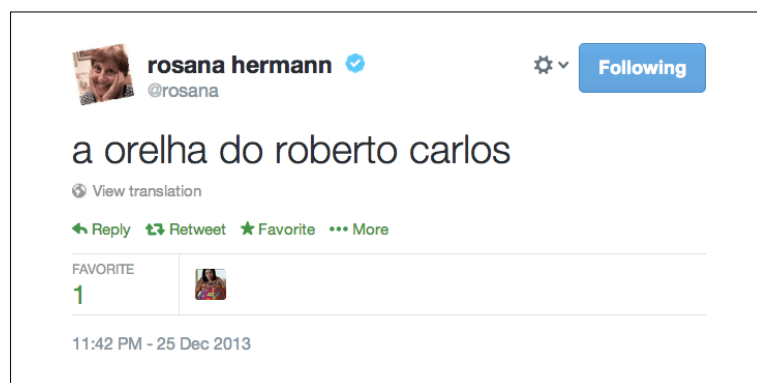 rosana hermann
Following
@rosana
a orelha do roberto carlos
View translation
Reply Retweet Favorite More
FAVORITE
1
11:42 PM - 25 Dec 2013